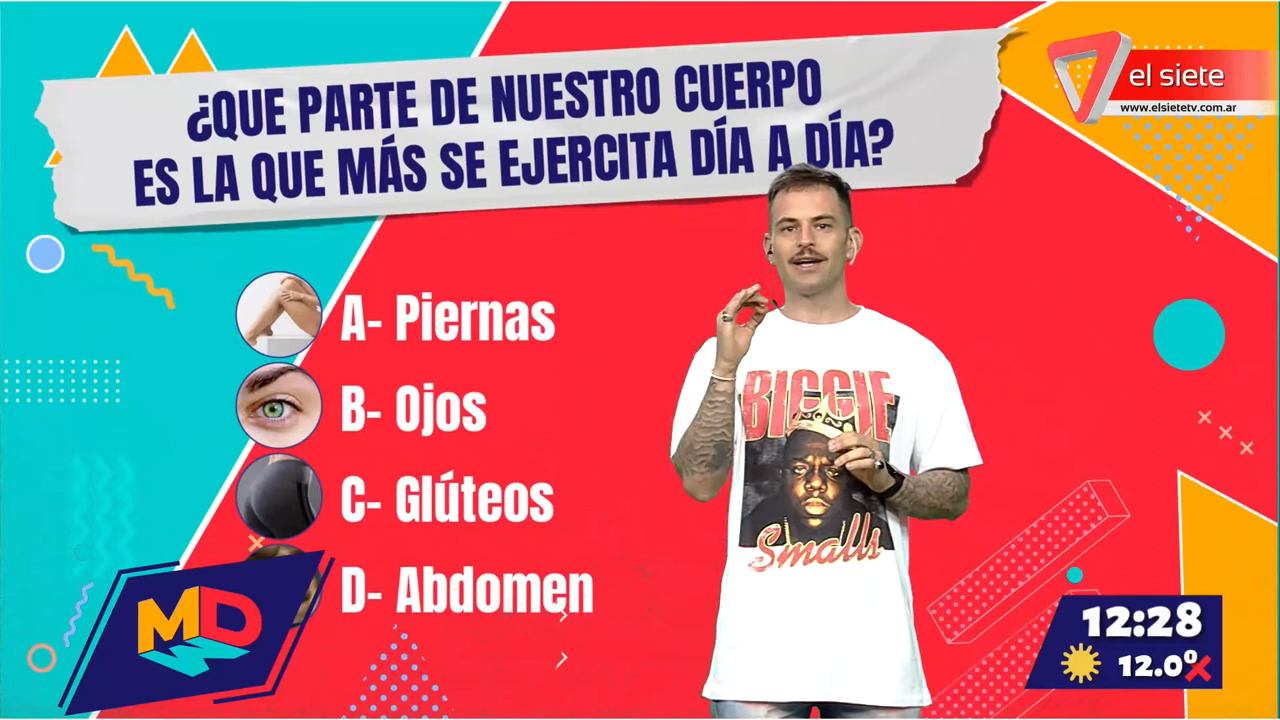 ¿QUE PARTE DE NUESTRO CUERPO
ES LA QUE MÁS SE EJERCITA DÍA A DÍA?
el siete
www.elsietetv.com.ar
A- Piernas
B- Ojos
C- Glúteos
D- Abdomen
BIGGIE
Smalls
MD
12:28
12.0º